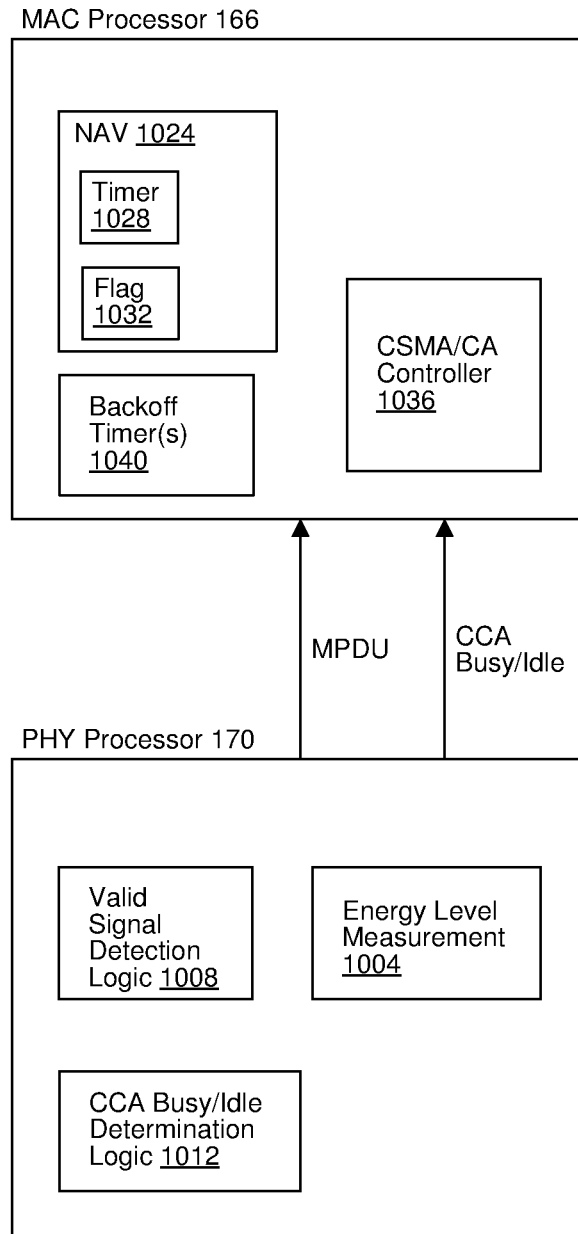 MAC Processor 166
NAV 1024
Timer
1028
Flag
1032
CSMA/CA
Controller
1036
Backoff
Timer(s)
1040
MPDU
CCA
Busy/Idle
PHY Processor 170
Valid
Signal
Detection
Logic 1008
Energy Level
Measurement
1004
CCA Busy/Idle
Determination
Logic 1012